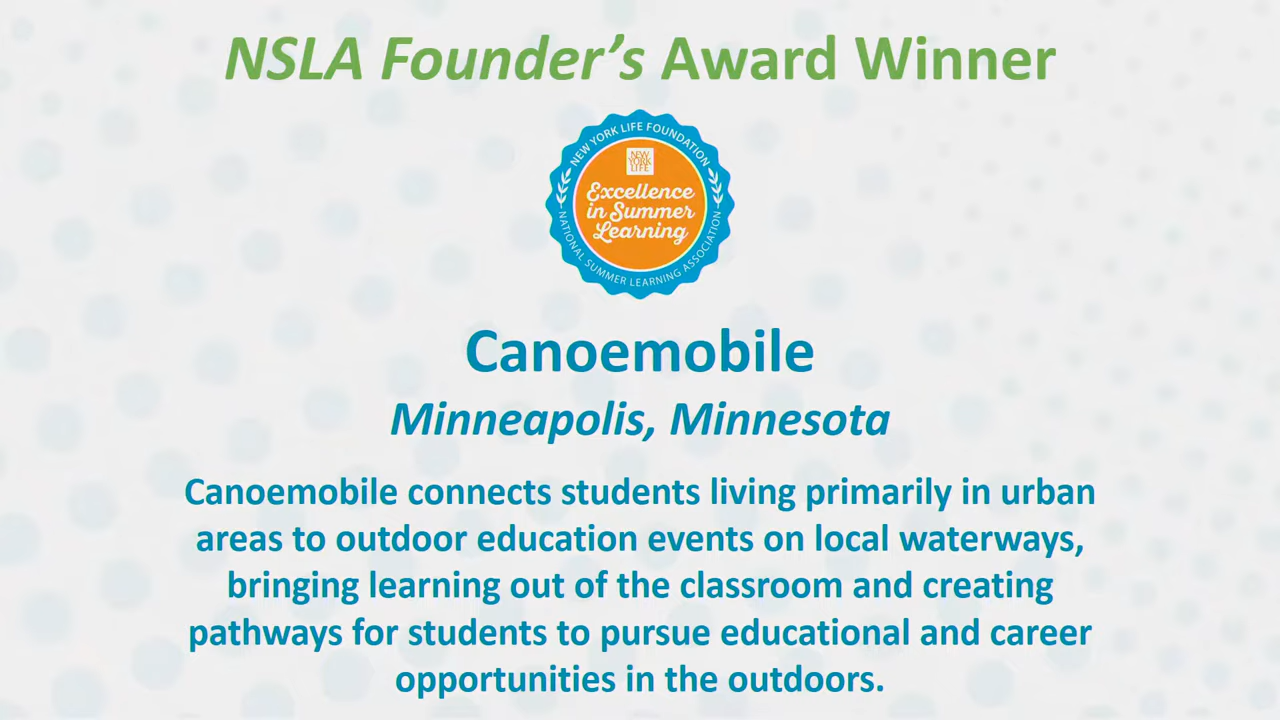 NSLA Founder’s Award Winner
NEW YORK LIFE FOUNDATION
NEW
YORK
LIFE
Excellence
in Summer
Learning
NATIONAL SUMMER LEARNING ASSOCIATION
Canoemobile
Minneapolis, Minnesota
Canoemobile connects students living primarily in urban
areas to outdoor education events on local waterways,
bringing learning out of the classroom and creating
pathways for students to pursue educational and career
opportunities in the outdoors.